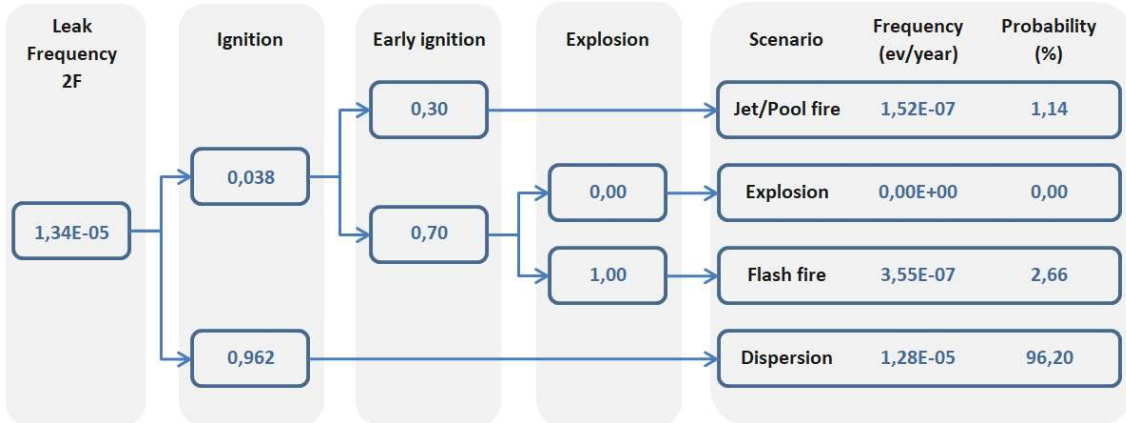 Leak
Frequency
2F
Ignition
Early ignition
Explosion
Scenario
Frequency
(ev/year)
Probability
(%)
0,30
Jet/Pool fire 1,52E-07 1,14
0,038
0,00
Explosion 0,00E+00 0,00
1,34E-05
0,70
1,00
Flash fire 3,55E-07 2,66
0,962
Dispersion 1,28E-05 96,20